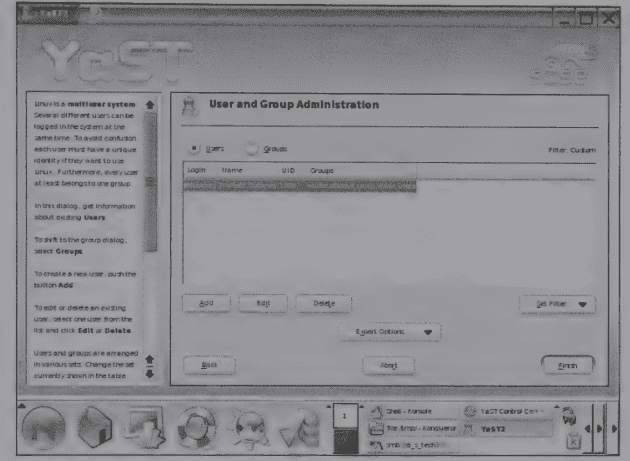 YaST
Linux is a multiuser system.
Several different users can be
logged in the system at the
same time. To avoid confusion
each user must have a unique
identity if they want to use
Linux. Furthermore, every user
at least belongs to one group
In this dialog, get information
about existing Users
To shift to the group dialog,
select Groups
To create a new user, push the
button Add
To edit or delete an existing
user, select one user from the
list and click Edit or Delete
Users and groups are arranged
in various sets. Change the set
currently shown in the table
User and Group Administration
Users Groups Filter: Custom
Login Name UID Groups
Add Edit Delete Set Filter
Expert Options
Back Abort Finish
1
Shell - Konsole
YaST Control Cen
Konqueror
YaST2